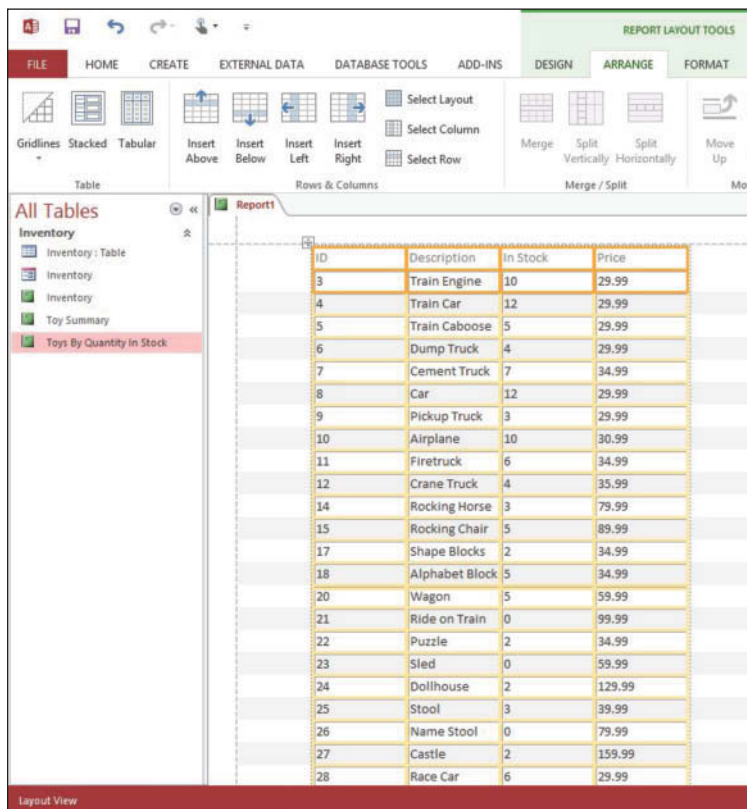 REPORT LAYOUT TOOLS
FILE HOME CREATE EXTERNAL DATA DATABASE TOOLS ADD-INS DESIGN ARRANGE FORMAT
Gridlines Stacked Tabular
Insert Above
Insert Below
Insert Left
Insert Right
Select Layout
Select Column
Select Row
Merge
Split Vertically
Split Horizontally
Move Up
Table
Rows & Columns
Merge / Split
All Tables
Inventory
Inventory : Table
Inventory
Inventory
Toy Summary
Toys By Quantity In Stock
Report1
ID Description In Stock Price
3 Train Engine 10 29.99
4 Train Car 12 29.99
5 Train Caboose 5 29.99
6 Dump Truck 4 29.99
7 Cement Truck 7 34.99
8 Car 12 29.99
9 Pickup Truck 3 29.99
10 Airplane 10 30.99
11 Firetruck 6 34.99
12 Crane Truck 4 35.99
14 Rocking Horse 3 79.99
15 Rocking Chair 5 89.99
17 Shape Blocks 2 34.99
18 Alphabet Block 5 34.99
20 Wagon 5 59.99
21 Ride on Train 0 99.99
22 Puzzle 2 34.99
23 Sled 0 59.99
24 Dollhouse 2 129.99
25 Stool 3 39.99
26 Name Stool 0 79.99
27 Castle 2 159.99
28 Race Car 6 29.99
Layout View